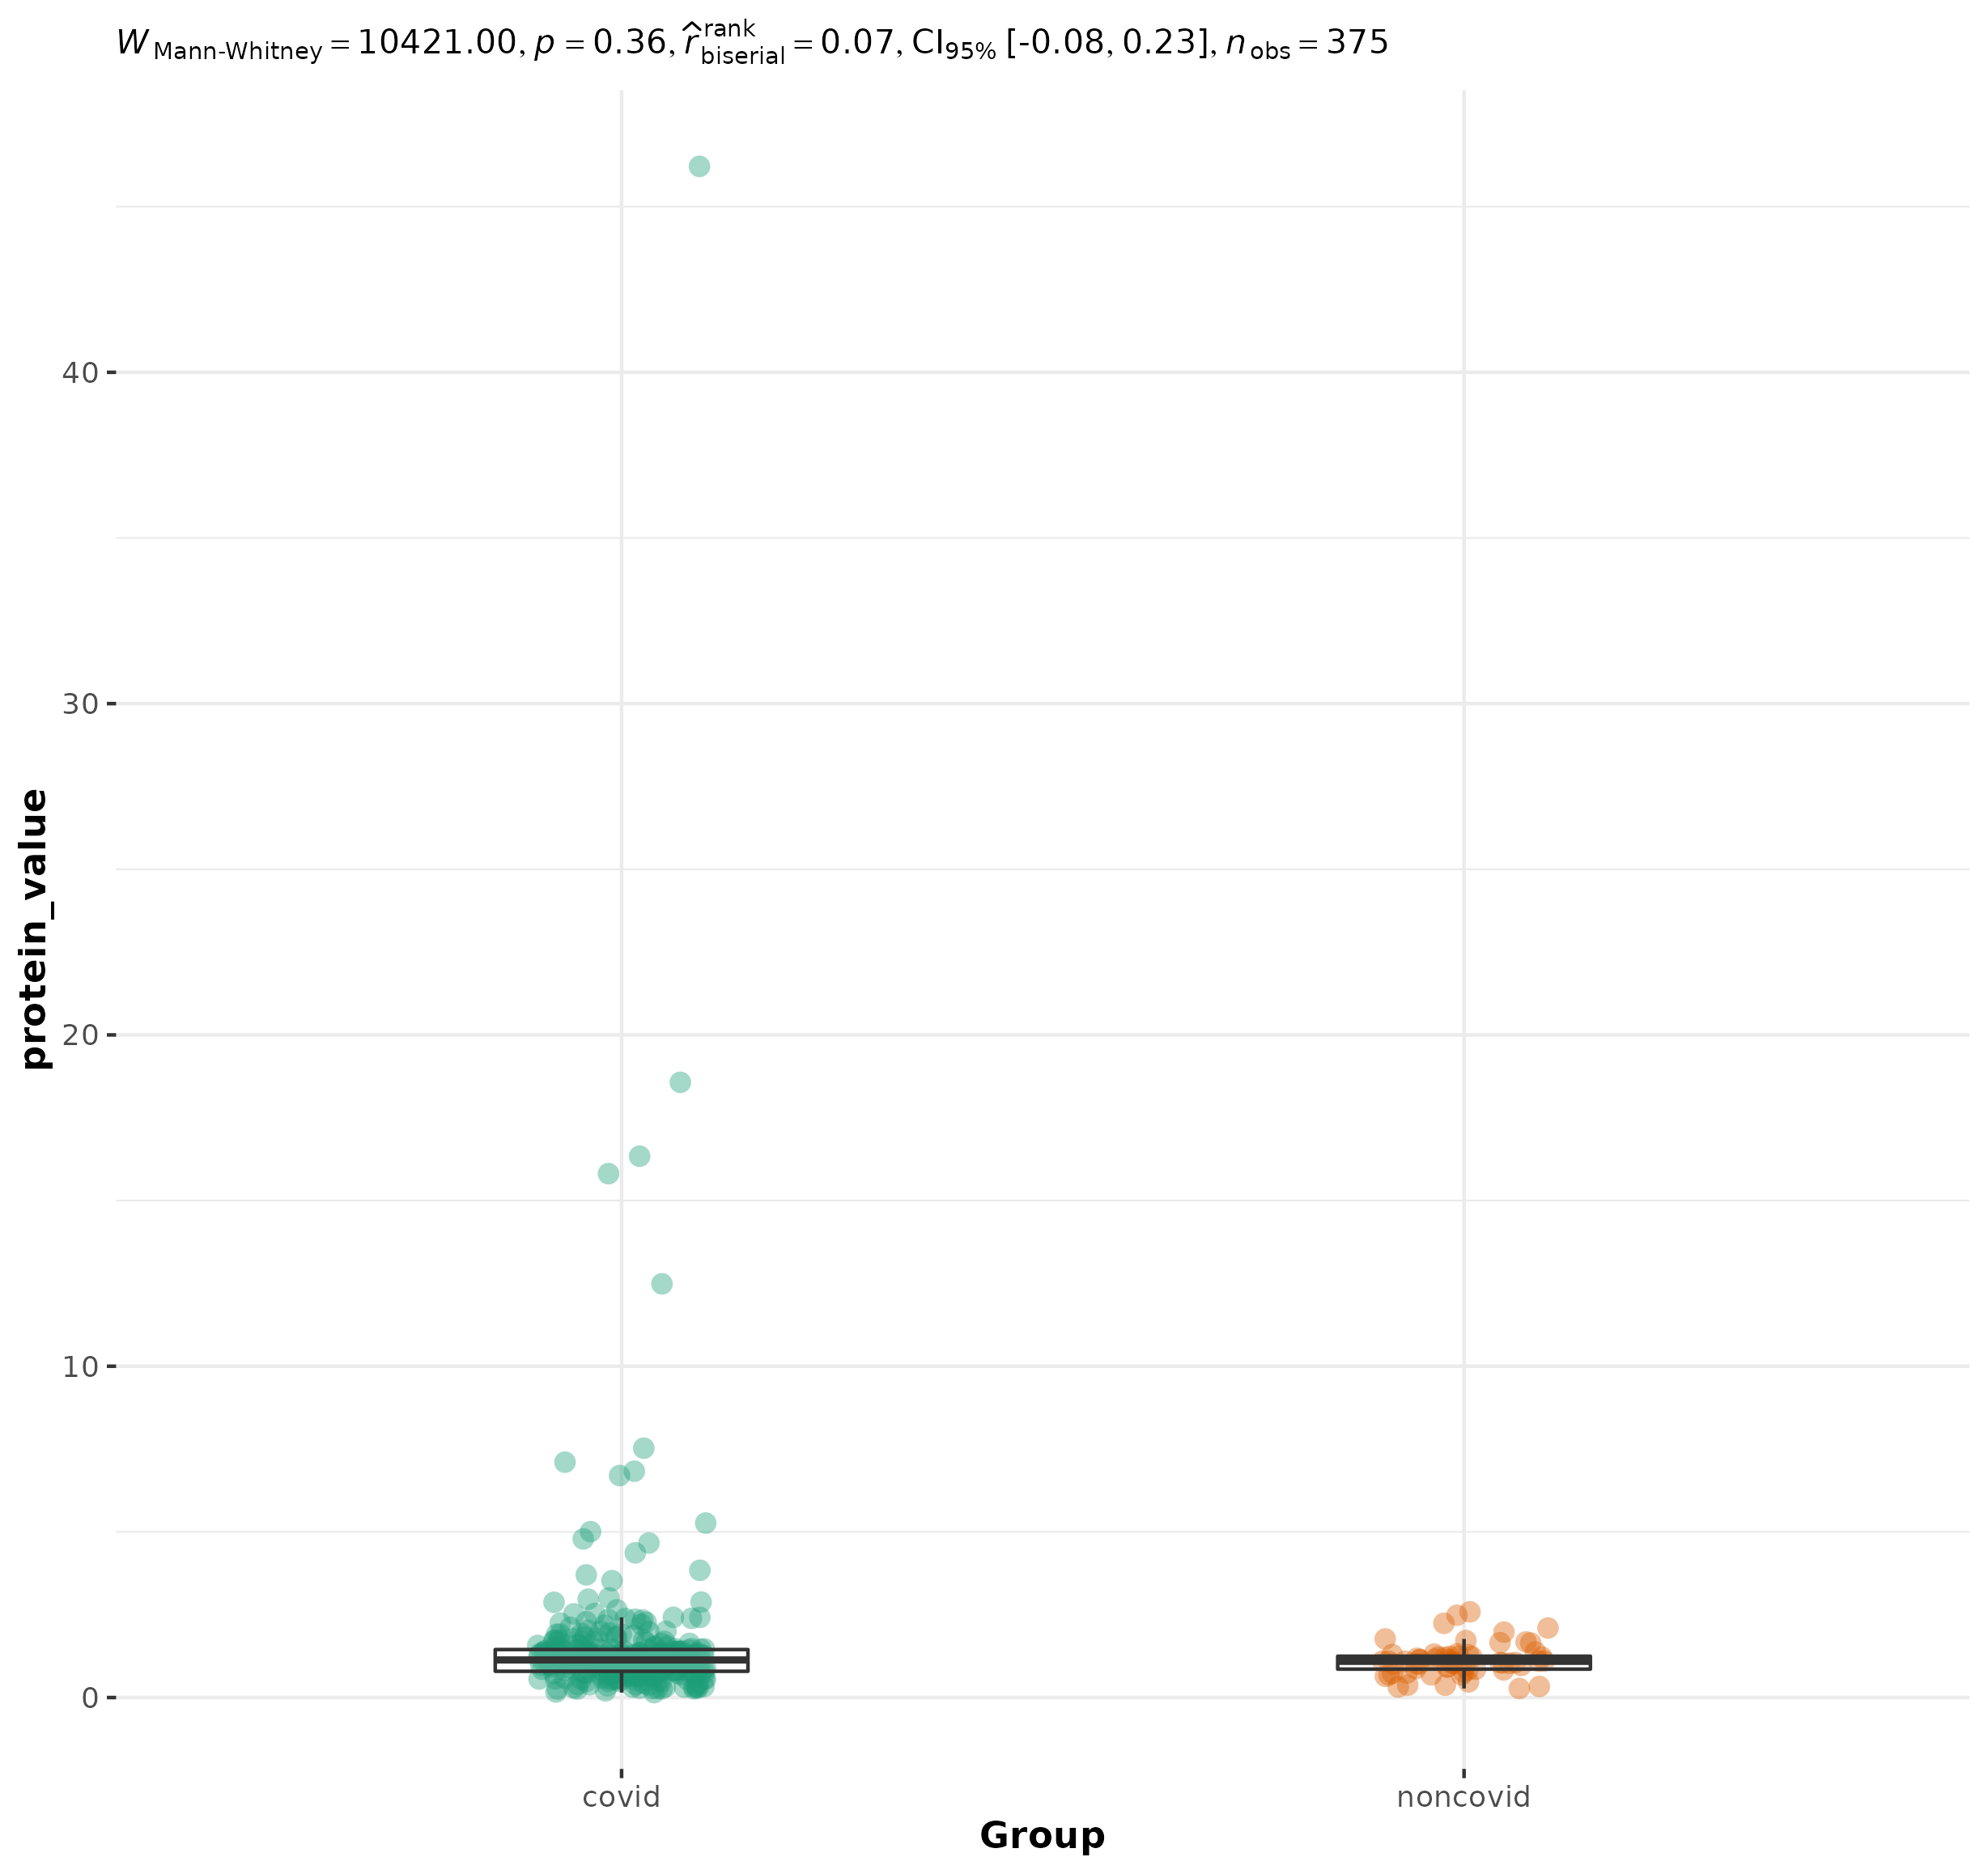 W Mann-Whitney = 10421.00, p = 0.36, r̂ rank biserial = 0.07, CI95% [-0.08, 0.23], n obs = 375
40
30
20
10
0
protein_value
covid noncovid
Group